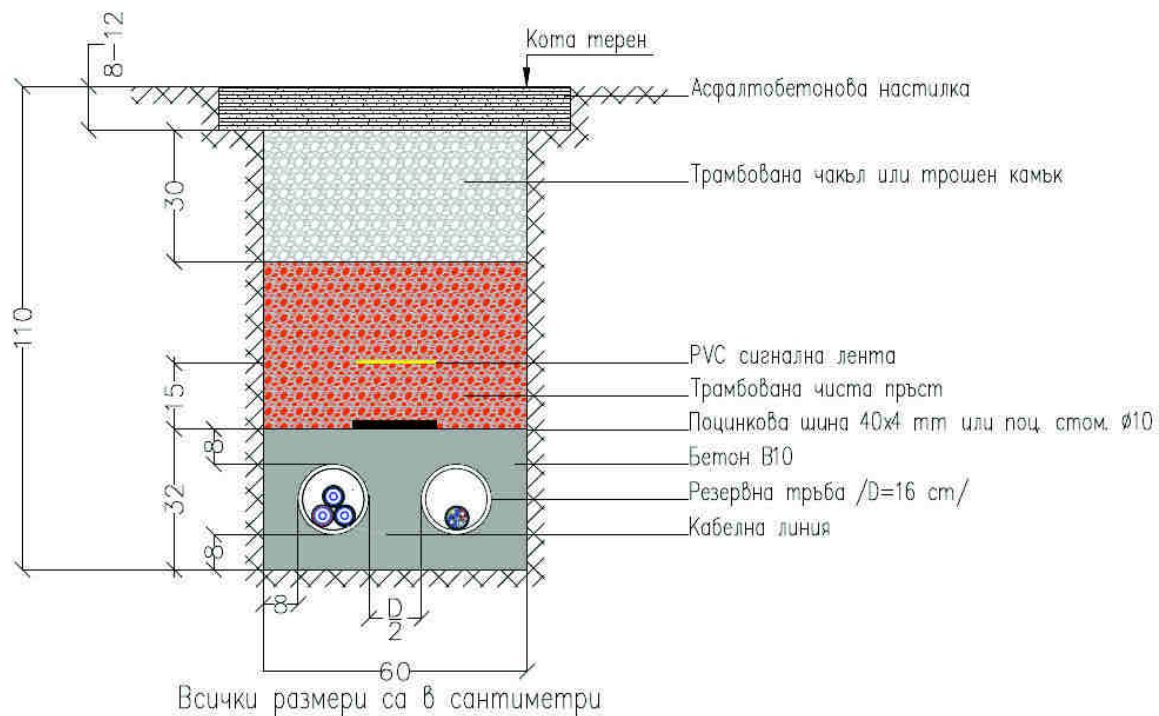 Кота терен
8-12
Асфалтобетонова настилка
Трамбована чакъл или трошен камък
30
110
PVC сигнална лента
15
Трамбована чиста пръст
Поцинкова шина 40x4 mm или поц. стом. ø10
8
Бетон B10
32
Резервна тръба /D=16 cm/
Кабелна линия
8
8
D
2
60
Всички размери са в сантиметри